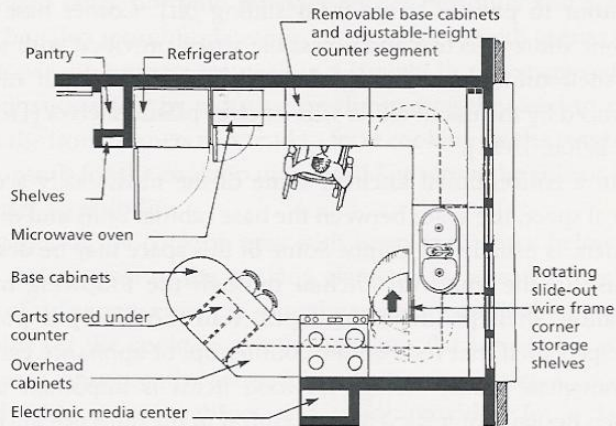 Removable base cabinets
and adjustable-height
counter segment
Pantry
Refrigerator
Shelves
Microwave oven
Base cabinets
Carts stored under
counter
Overhead
cabinets
Electronic media center
Rotating
slide-out
wire frame
corner
storage
shelves